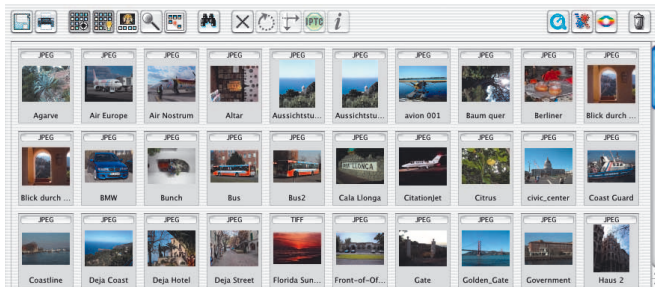 IPTC
i
JPEG JPEG JPEG JPEG JPEG JPEG JPEG JPEG JPEG JPEG
Agarve Air Europe Air Nostrum Altar Aussichtstu... Aussichtstu... avion 001 Baum quer Berliner Blick durch ...
JPEG JPEG JPEG JPEG JPEG JPEG JPEG JPEG JPEG JPEG
CALA LLONGA
Blick durch ... BMW Bunch Bus Bus2 Cala Llonga CitationJet Citrus civic_center Coast Guard
JPEG JPEG JPEG JPEG TIFF JPEG JPEG JPEG JPEG JPEG
Coastline Deja Coast Deja Hotel Deja Street Florida Sun... Front-of-Of... Gate Golden_Gate Government Haus 2